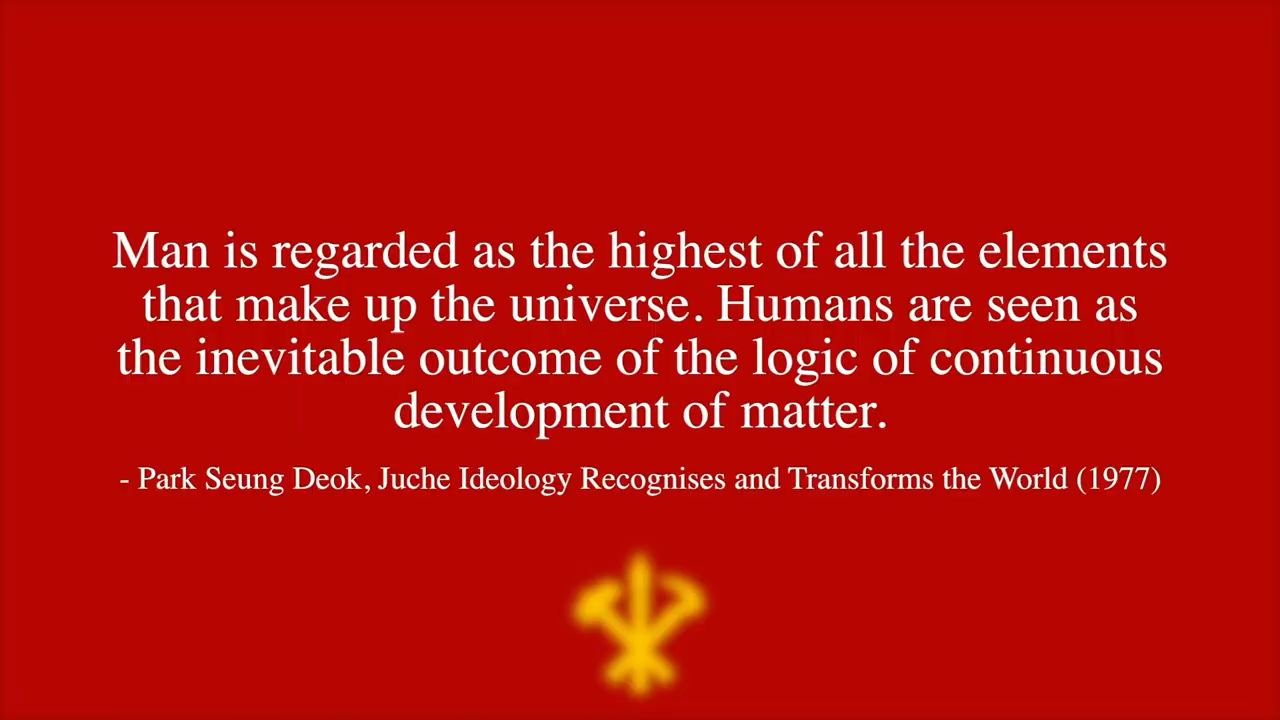 Man is regarded as the highest of all the elements
that make up the universe. Humans are seen as
the inevitable outcome of the logic of continuous
development of matter.
- Park Seung Deok, Juche Ideology Recognises and Transforms the World (1977)